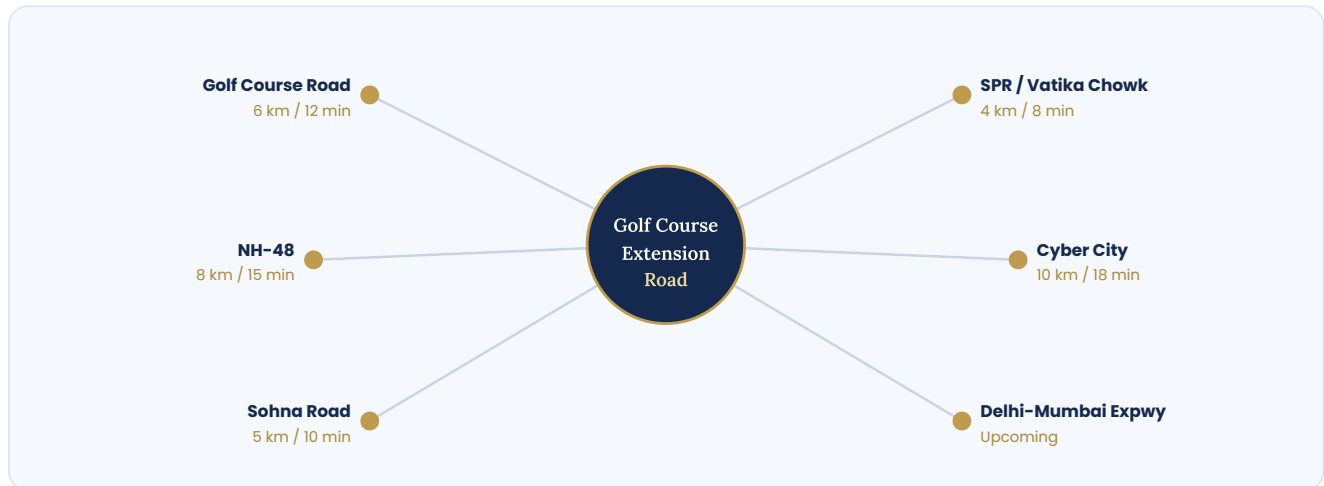 Golf Course Road
6 km / 12 min
SPR / Vatika Chowk
4 km / 8 min
Golf Course
Extension
Road
NH-48
8 km / 15 min
Cyber City
10 km / 18 min
Sohna Road
5 km / 10 min
Delhi-Mumbai Expwy
Upcoming